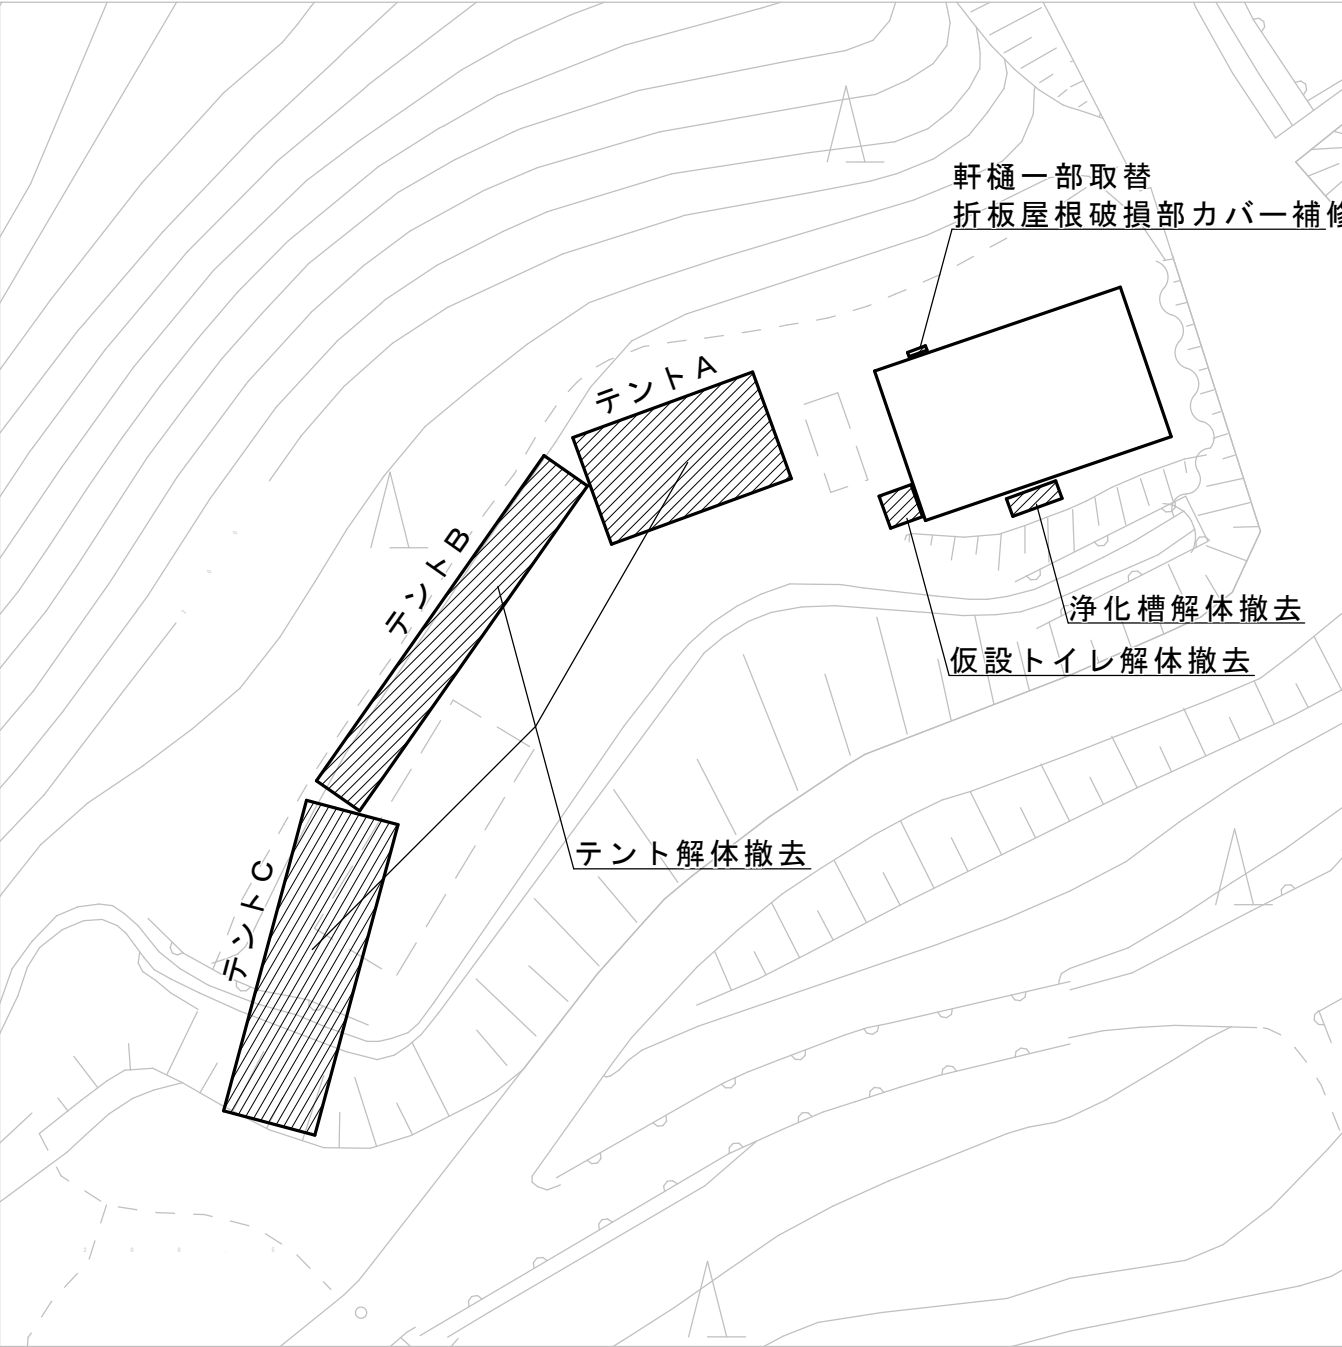 軒樋一部取替
折板屋根破損部カバー補修
テントA
テントB
浄化槽解体撤去
仮設トイレ解体撤去
テント解体撤去
テントC